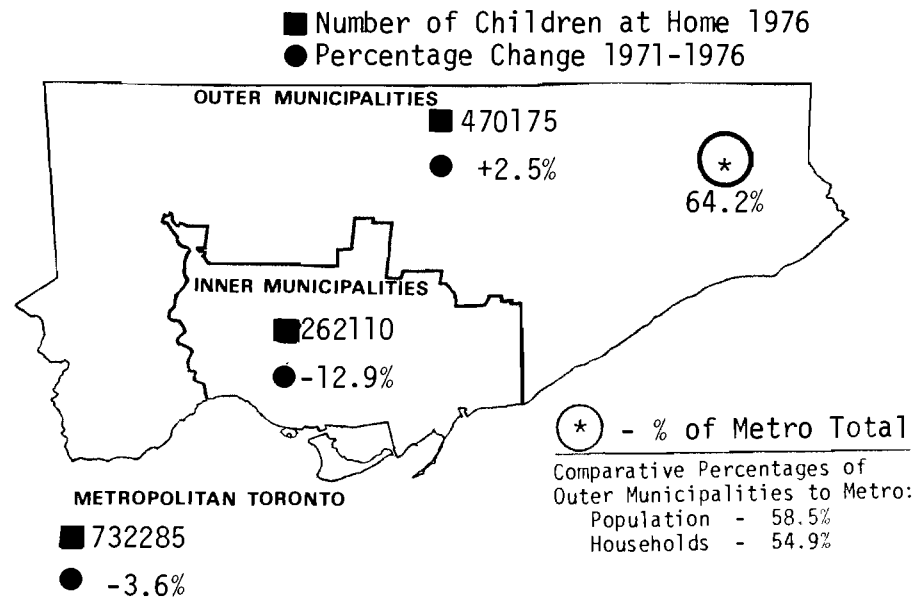 ■ Number of Children at Home 1976
● Percentage Change 1971-1976
OUTER MUNICIPALITIES
■ 470175
● +2.5%
*
64.2%
INNER MUNICIPALITIES
■ 262110
● -12.9%
* - % of Metro Total
Comparative Percentages of
Outer Municipalities to Metro:
Population - 58.5%
Households - 54.9%
METROPOLITAN TORONTO
■ 732285
● -3.6%